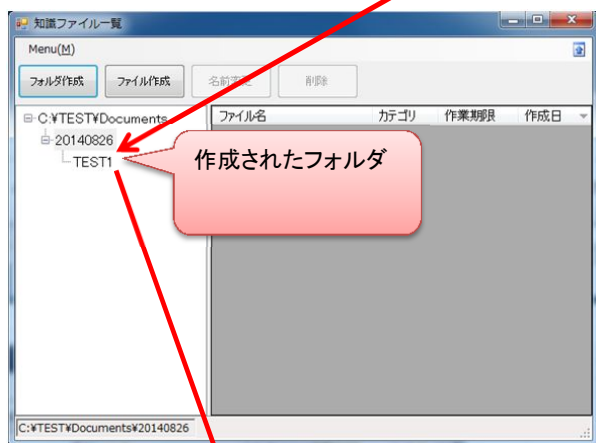 知識ファイル一覧
Menu(M)
フォルダ作成 ファイル作成 名前変更 削除
ファイル名 カテゴリ 作業期限 作成日
C:¥TEST¥Documents
20140826
TEST1
作成されたフォルダ
C:¥TEST¥Documents¥20140826